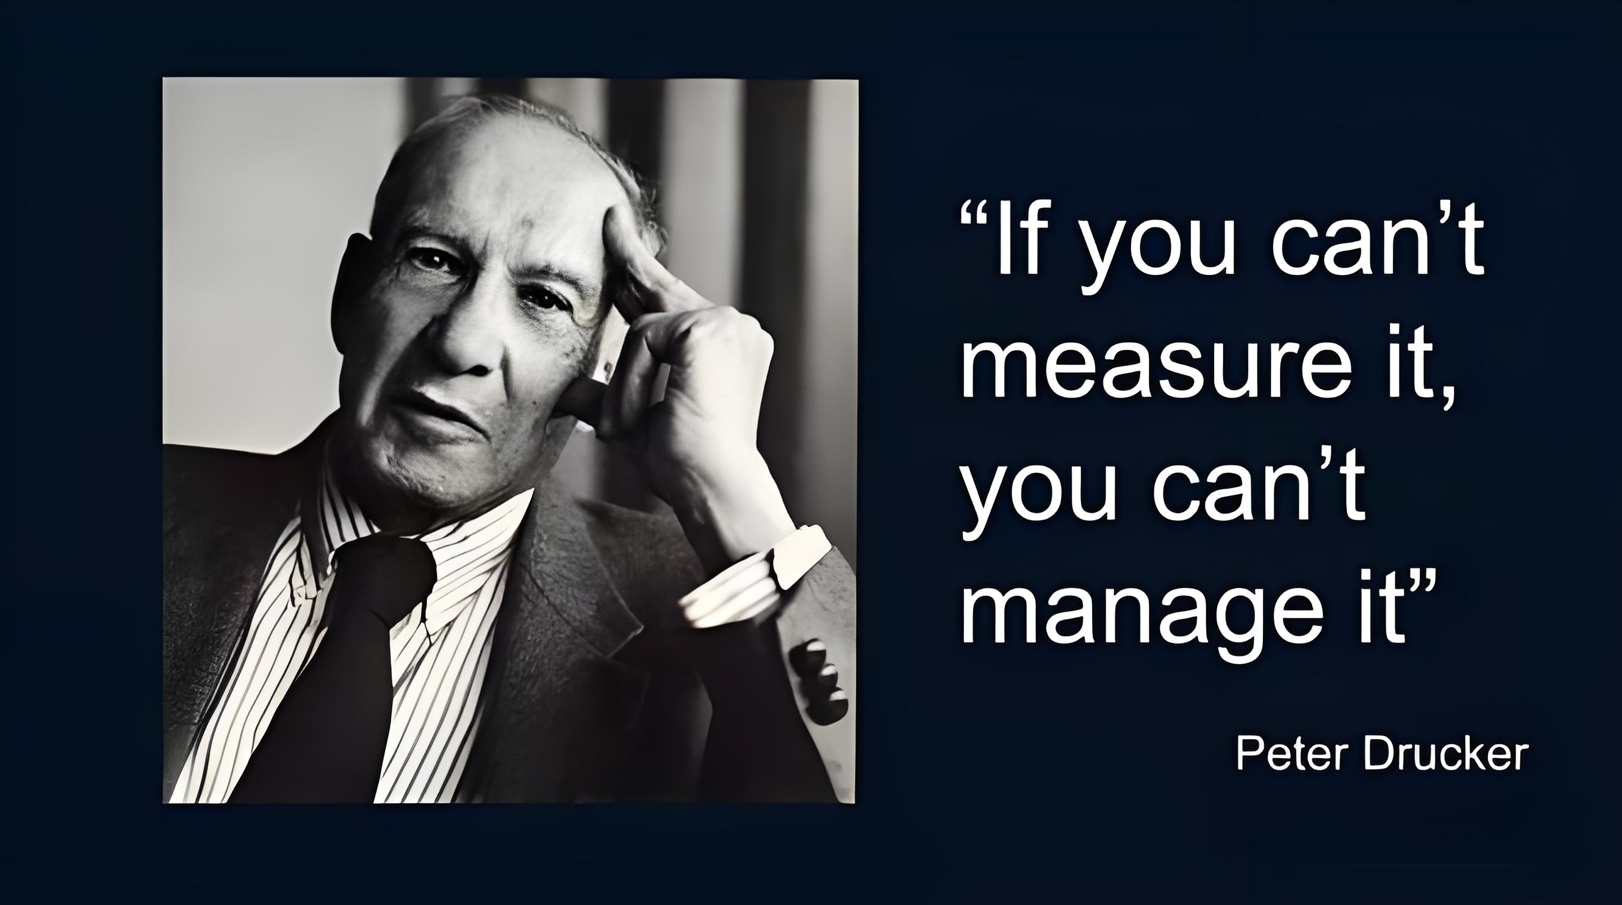 “If you can’t
measure it,
you can’t
manage it”
Peter Drucker